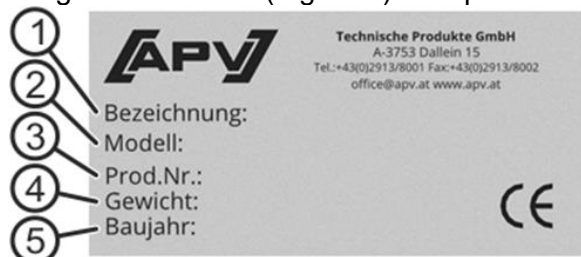 APV
Technische Produkte GmbH
A-3753 Dallein 15
Tel.:+43(0)2913/8001 Fax:+43(0)2913/8002
office@apv.at www.apv.at
1
Bezeichnung:
2
Modell:
3
Prod.Nr.:
4
Gewicht:
5
Baujahr:
CE